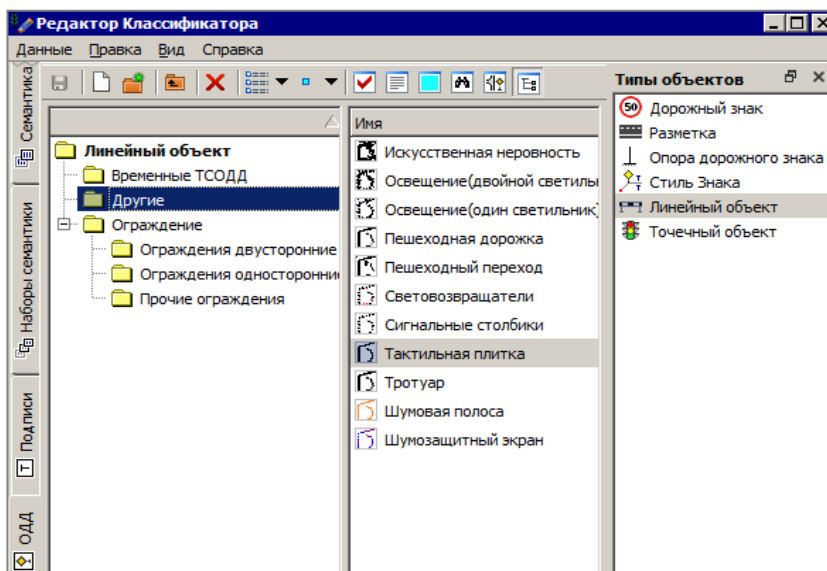 Редактор Классификатора
Данные Правка Вид Справка
Семантика
Наборы семантики
Подписи
ОДД
Линейный объект
Временные ТСОДД
Другие
Ограждение
Ограждения двусторонние
Ограждения односторонни
Прочие ограждения
Имя
Искусственная неровность
Освещение(двойной светиль
Освещение(один светильник)
Пешеходная дорожка
Пешеходный переход
Световозвращатели
Сигнальные столбики
Тактильная плитка
Тротуар
Шумовая полоса
Шумозащитный экран
Типы объектов
50 Дорожный знак
Разметка
Опора дорожного знака
Стиль Знака
Линейный объект
Точечный объект